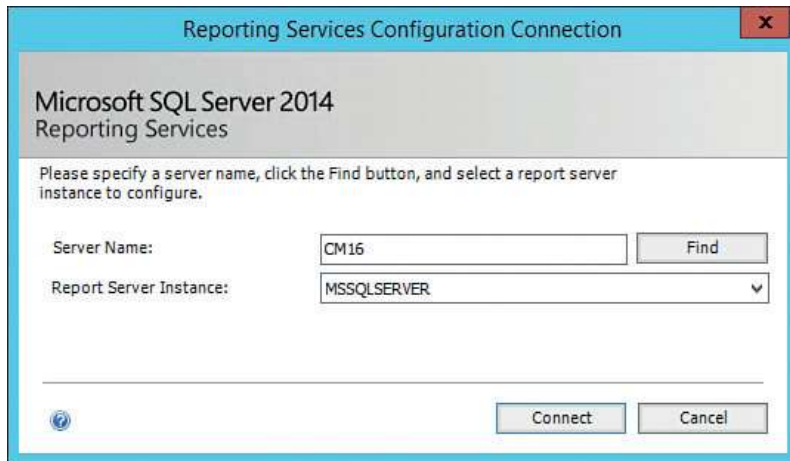 Reporting Services Configuration Connection
x
Microsoft SQL Server 2014
Reporting Services
Please specify a server name, click the Find button, and select a report server
instance to configure.
Server Name:
CM16
Find
Report Server Instance:
MSSQLSERVER
?
Connect
Cancel